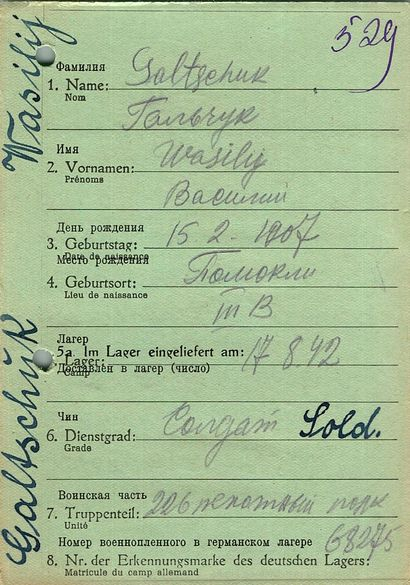 529
Galtschuk Wasilij
Фамилия
1. Name: Galtschuk
Nom
Гальчук
Имя
2. Vornamen: Wasilij
Prénoms
Василий
День рождения
3. Geburtstag: 15 2. 1907
Date de naissance
Место рождения
4. Geburtsort:
Lieu de naissance
III B
Лагерь
5a. Im Lager eingeliefert am: 17 8.42
Lager:
Camp
Доставлен в лагерь (число)
Чин
6. Dienstgrad: Солдат Sold.
Grade
Воинская часть
7. Truppenteil: 206 пехотный полк
Unité
Номер военнопленного в германском лагере 68275
8. Nr. der Erkennungsmarke des deutschen Lagers:
Matricule du camp allemand